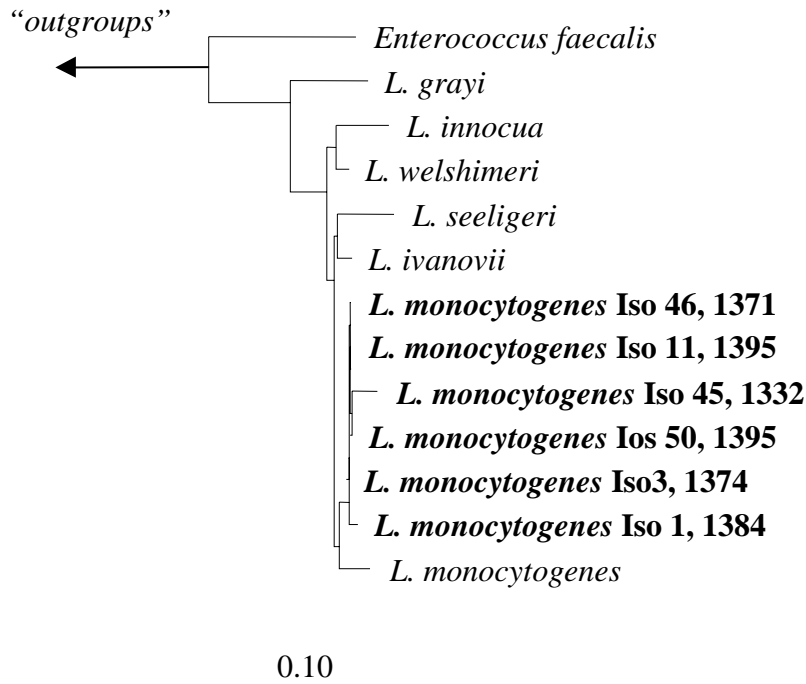 “outgroups”
Enterococcus faecalis
L. grayi
L. innocua
L. welshimeri
L. seeligeri
L. ivanovii
L. monocytogenes Iso 46, 1371
L. monocytogenes Iso 11, 1395
L. monocytogenes Iso 45, 1332
L. monocytogenes Ios 50, 1395
L. monocytogenes Iso3, 1374
L. monocytogenes Iso 1, 1384
L. monocytogenes
0.10